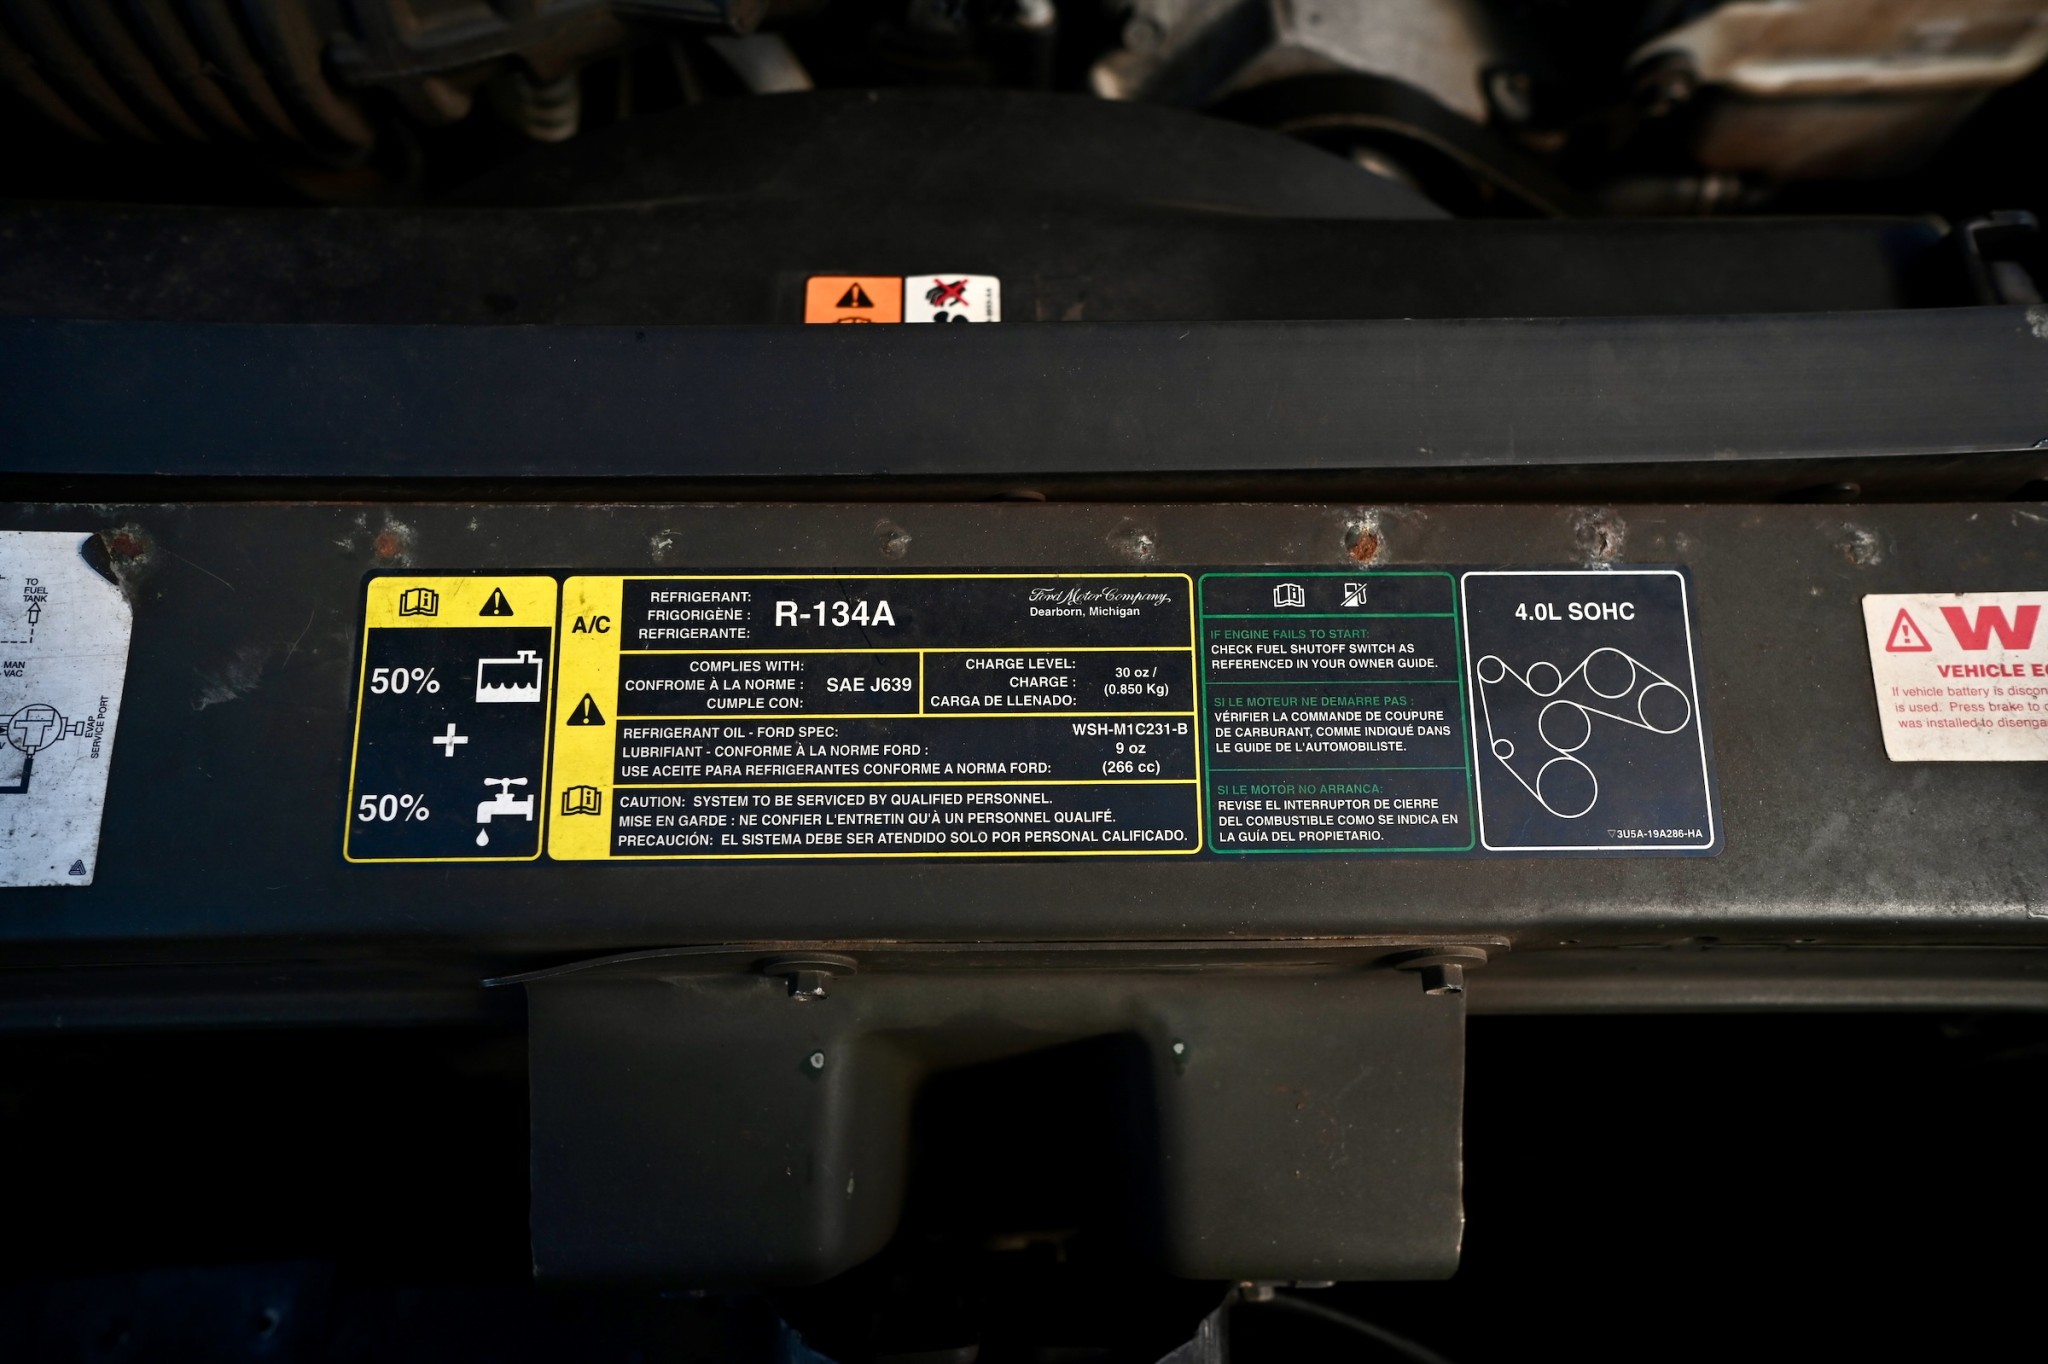 TO
FUEL
TANK
MAN
VAC
EVAP
SERVICE PORT
50%
+
50%
A/C
REFRIGERANT:
FRIGORIGÈNE :
REFRIGERANTE:
R-134A
Ford Motor Company
Dearborn, Michigan
COMPLIES WITH:
CONFROME À LA NORME :
CUMPLE CON:
SAE J639
CHARGE LEVEL:
CHARGE :
CARGA DE LLENADO:
30 oz /
(0.850 Kg)
REFRIGERANT OIL - FORD SPEC:
LUBRIFIANT - CONFORME À LA NORME FORD :
USE ACEITE PARA REFRIGERANTES CONFORME A NORMA FORD:
WSH-M1C231-B
9 oz
(266 cc)
CAUTION: SYSTEM TO BE SERVICED BY QUALIFIED PERSONNEL.
MISE EN GARDE : NE CONFIER L'ENTRETIN QU'À UN PERSONNEL QUALIFÉ.
PRECAUCIÓN: EL SISTEMA DEBE SER ATENDIDO SOLO POR PERSONAL CALIFICADO.
IF ENGINE FAILS TO START:
CHECK FUEL SHUTOFF SWITCH AS
REFERENCED IN YOUR OWNER GUIDE.
SI LE MOTEUR NE DEMARRE PAS :
VÉRIFIER LA COMMANDE DE COUPURE
DE CARBURANT, COMME INDIQUÉ DANS
LE GUIDE DE L'AUTOMOBILISTE.
SI LE MOTOR NO ARRANCA:
REVISE EL INTERRUPTOR DE CIERRE
DEL COMBUSTIBLE COMO SE INDICA EN
LA GUÍA DEL PROPIETARIO.
4.0L SOHC
3U5A-19A286-HA
W
VEHICLE
If vehicle battery is
is used. Press brake to
was installed to